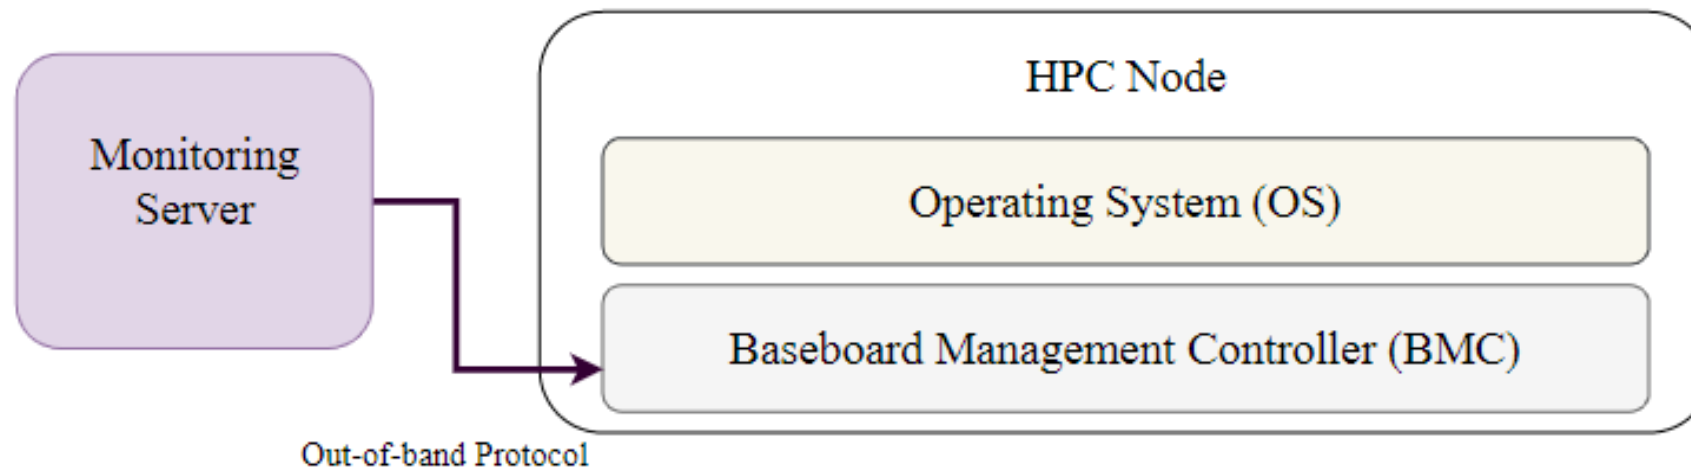 Monitoring
Server
HPC Node
Operating System (OS)
Baseboard Management Controller (BMC)
Out-of-band Protocol